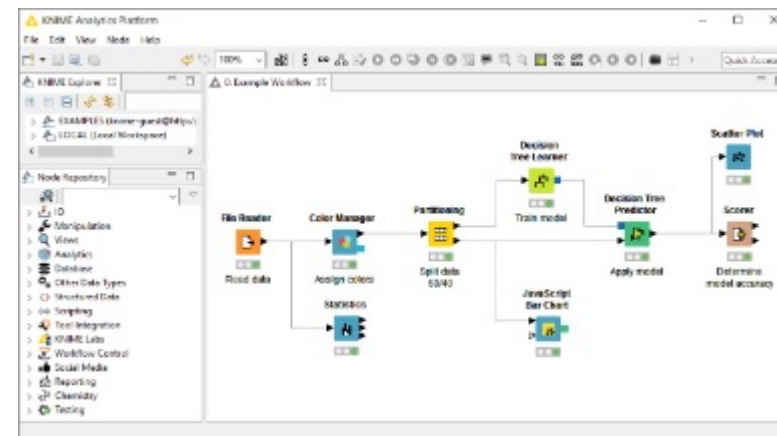 KNIME Analytics Platform
File Edit View Node Help
100%
Quick Access
KNIME Explorer
0: Example Workflow
EXAMPLES (knime-guest@http:/
LOCAL (Local Workspace)
Node Repository
IO
Manipulation
Views
Analytics
Database
Other Data Types
Structured Data
Scripting
Tool Integration
KNIME Labs
Workflow Control
Social Media
Reporting
Chemistry
Testing
File Reader
Read data
Color Manager
Assign colors
Statistics
Partitioning
Split data
60/40
Decision
Tree Learner
Train model
JavaScript
Bar Chart
Decision Tree
Predictor
Apply model
Scatter Plot
Scorer
Determine
model accuracy